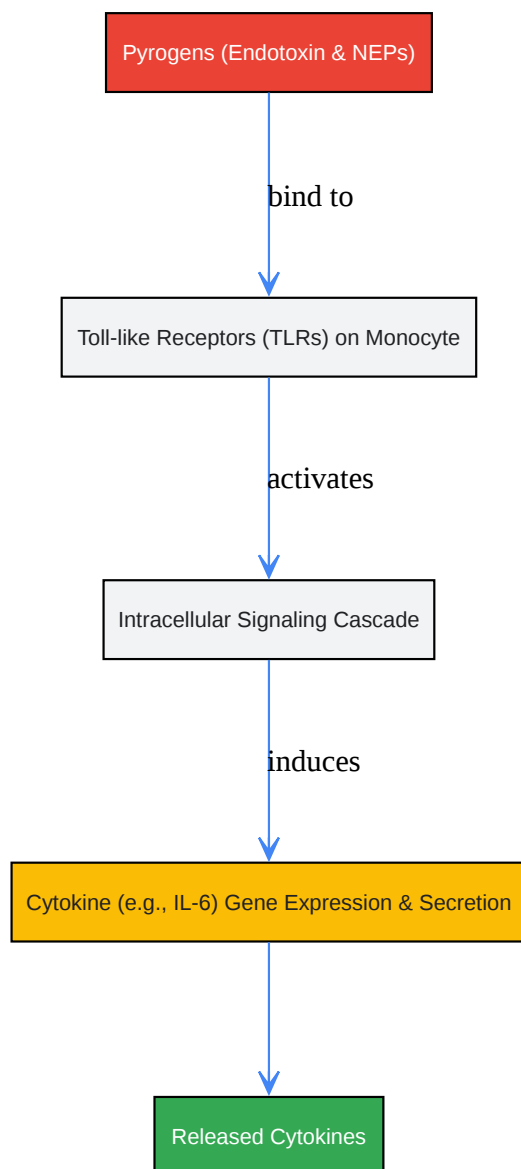 Pyrogens (Endotoxin & NEPs)
bind to
Toll-like Receptors (TLRs) on Monocyte
activates
Intracellular Signaling Cascade
induces
Cytokine (e.g., IL-6) Gene Expression & Secretion
Released Cytokines